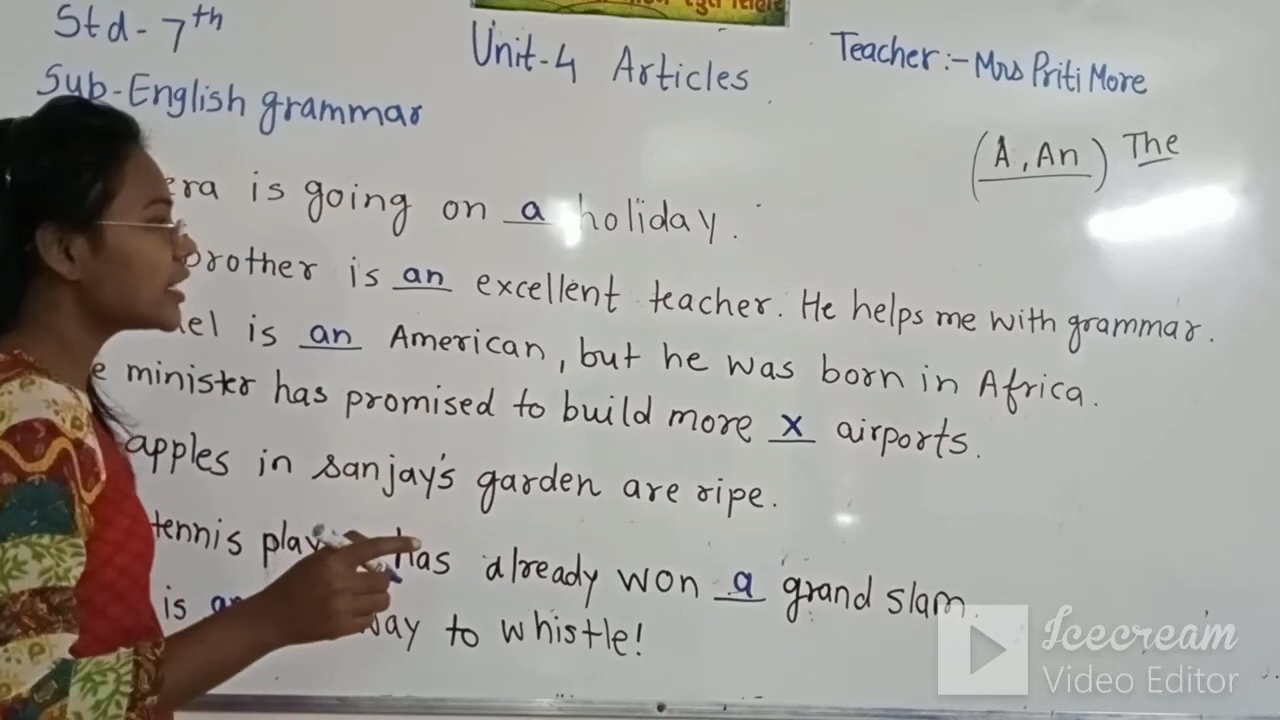 Std-7th
Unit-4 Articles
Teacher:- Mrs Priti More
Sub-English grammar
(A, An) The
is going on a holiday.
brother is an excellent teacher. He helps me with grammar.
is an American, but he was born in Africa.
minister has promised to build more x airports.
apples in Sanjay's garden are ripe.
tennis has already won a grand slam.
is way to whistle!
Icecream
Video Editor